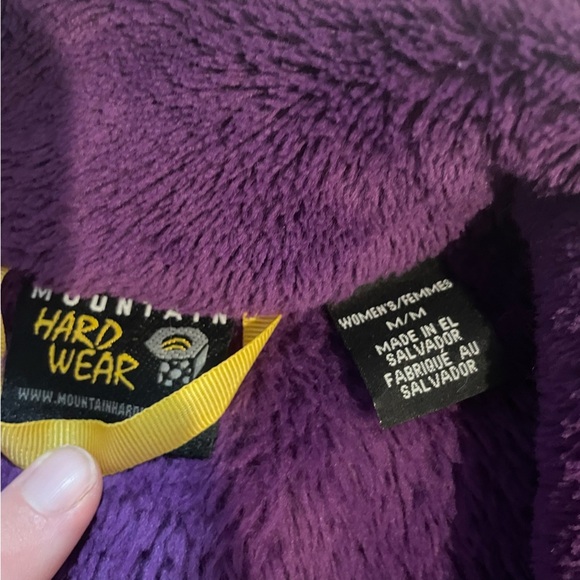 MOUNTAIN
HARD
WEAR
WOMEN'S/FEMMES
M/M
MADE IN EL
SALVADOR
FABRIQUÉ AU
SALVADOR